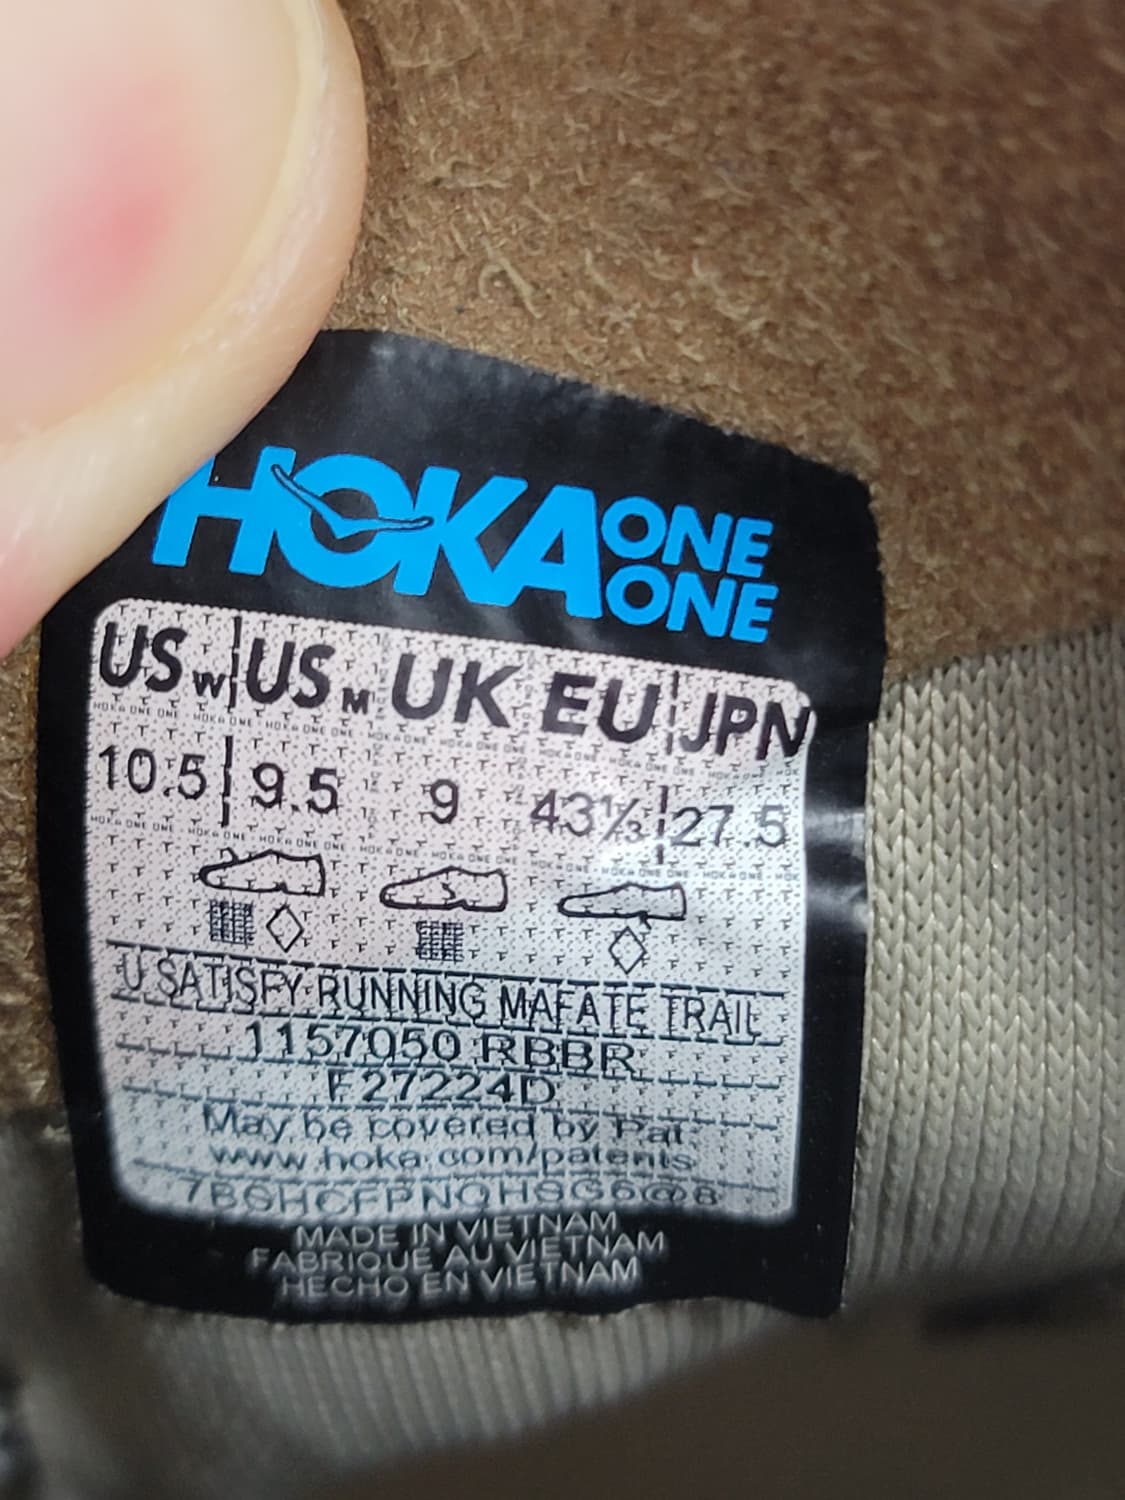 HOKA ONE ONE
US W US M UK EU JPN
10.5 9.5 9 43⅓ 27.5
U SATISFY RUNNING MAFATE TRAIL
1157050 RBBR
F27224D
May be covered by Pat.
www.hoka.com/patents
MADE IN VIETNAM
FABRIQUÉ AU VIETNAM
HECHO EN VIETNAM